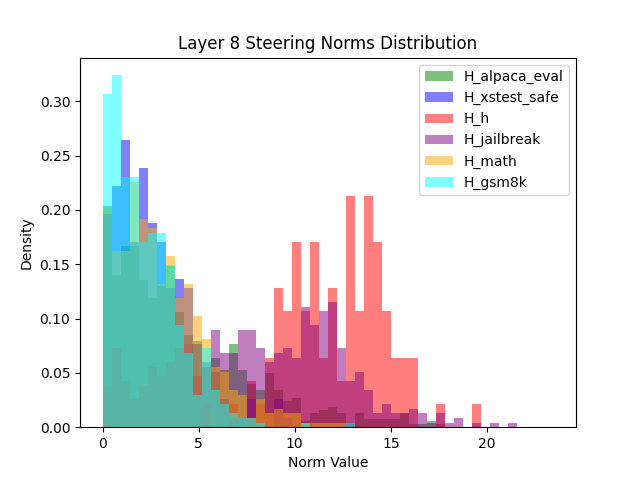 Layer 8 Steering Norms Distribution
H_alpaca_eval
H_xstest_safe
H_h
H_jailbreak
H_math
H_gsm8k
Density
0.30
0.25
0.20
0.15
0.10
0.05
0.00
0
5
10
15
20
Norm Value